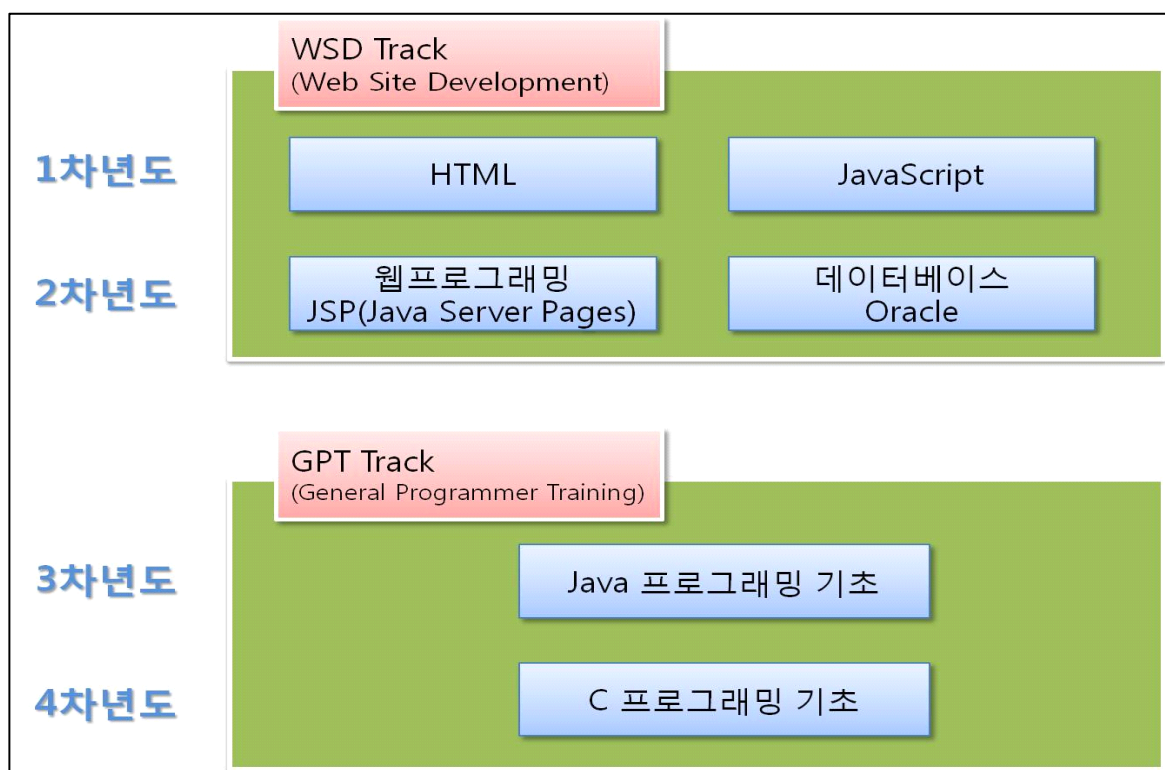 WSD Track
(Web Site Development)
1차년도
HTML
JavaScript
2차년도
웹프로그래밍
JSP(Java Server Pages)
데이터베이스
Oracle
GPT Track
(General Programmer Training)
3차년도
Java 프로그래밍 기초
4차년도
C 프로그래밍 기초